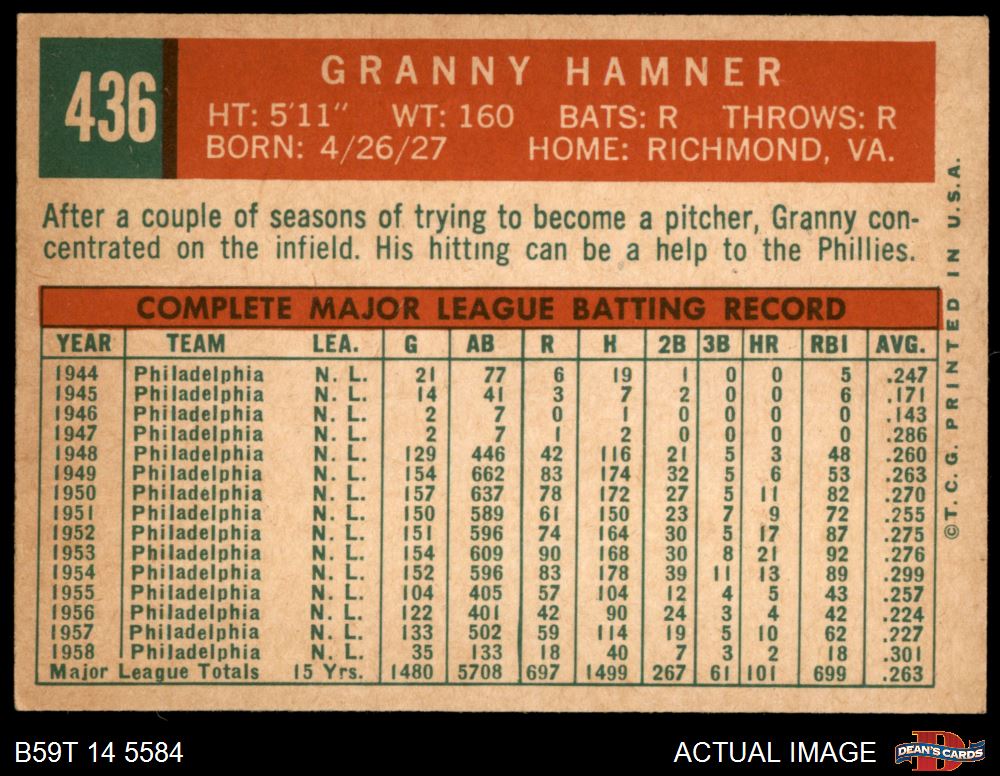 436
GRANNY HAMNER
HT: 5'11" WT: 160 BATS: R THROWS: R
BORN: 4/26/27 HOME: RICHMOND, VA.
After a couple of seasons of trying to become a pitcher, Granny con-
centrated on the infield. His hitting can be a help to the Phillies.
COMPLETE MAJOR LEAGUE BATTING RECORD
YEAR TEAM LEA. G AB R H 2B 3B HR RBI AVG.
1944 Philadelphia N. L. 21 77 6 19 1 0 0 5 .247
1945 Philadelphia N. L. 14 41 3 7 2 0 0 6 .171
1946 Philadelphia N. L. 2 7 0 1 0 0 0 0 .143
1947 Philadelphia N. L. 2 7 1 2 0 0 0 0 .286
1948 Philadelphia N. L. 129 446 42 116 21 5 3 48 .260
1949 Philadelphia N. L. 154 662 83 174 32 5 6 53 .263
1950 Philadelphia N. L. 157 637 78 172 27 5 11 82 .270
1951 Philadelphia N. L. 150 589 61 150 23 7 9 72 .255
1952 Philadelphia N. L. 151 596 74 164 30 5 17 87 .275
1953 Philadelphia N. L. 154 609 90 168 30 8 21 92 .276
1954 Philadelphia N. L. 152 596 83 178 39 11 13 89 .299
1955 Philadelphia N. L. 104 405 57 104 12 4 5 43 .257
1956 Philadelphia N. L. 122 401 42 90 24 3 4 42 .224
1957 Philadelphia N. L. 133 502 59 114 19 5 10 62 .227
1958 Philadelphia N. L. 35 133 18 40 7 3 2 18 .301
Major League Totals 15 Yrs. 1480 5708 697 1499 267 61 101 699 .263
©T.C.G. PRINTED IN U.S.A.
B59T 14 5584
ACTUAL IMAGE
D
DEAN'S CARDS